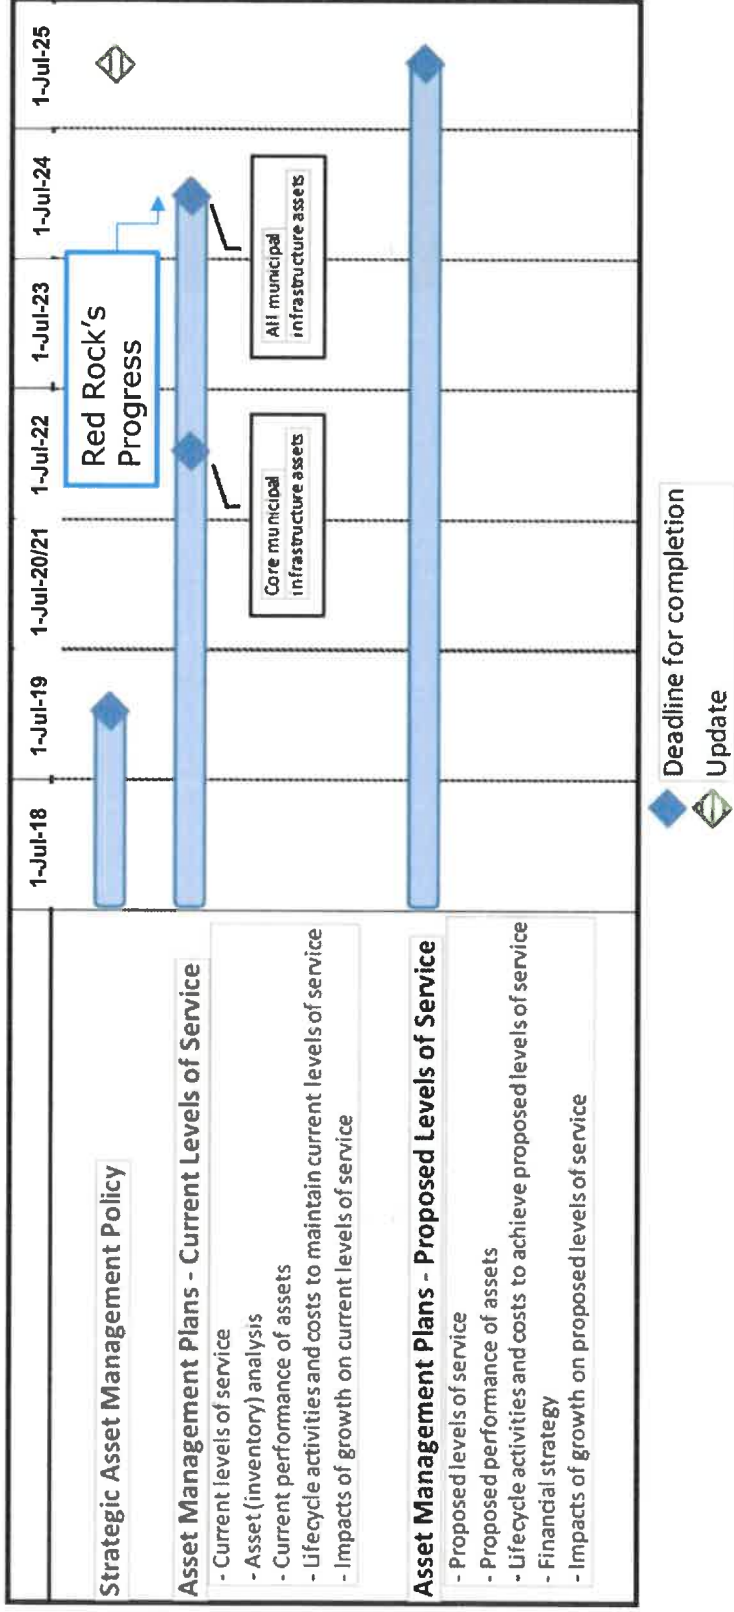 1-Jul-18
1-Jul-19
1-Jul-20/21
1-Jul-22
1-Jul-23
1-Jul-24
1-Jul-25
Strategic Asset Management Policy
Red Rock's
Progress
Asset Management Plans - Current Levels of Service
- Current levels of service
- Asset (inventory) analysis
- Current performance of assets
- Lifecycle activities and costs to maintain current levels of service
- Impacts of growth on current levels of service
Core municipal
infrastructure assets
All municipal
infrastructure assets
Asset Management Plans - Proposed Levels of Service
- Proposed levels of service
- Proposed performance of assets
- Lifecycle activities and costs to achieve proposed levels of service
- Financial strategy
- Impacts of growth on proposed levels of service
Deadline for completion
Update